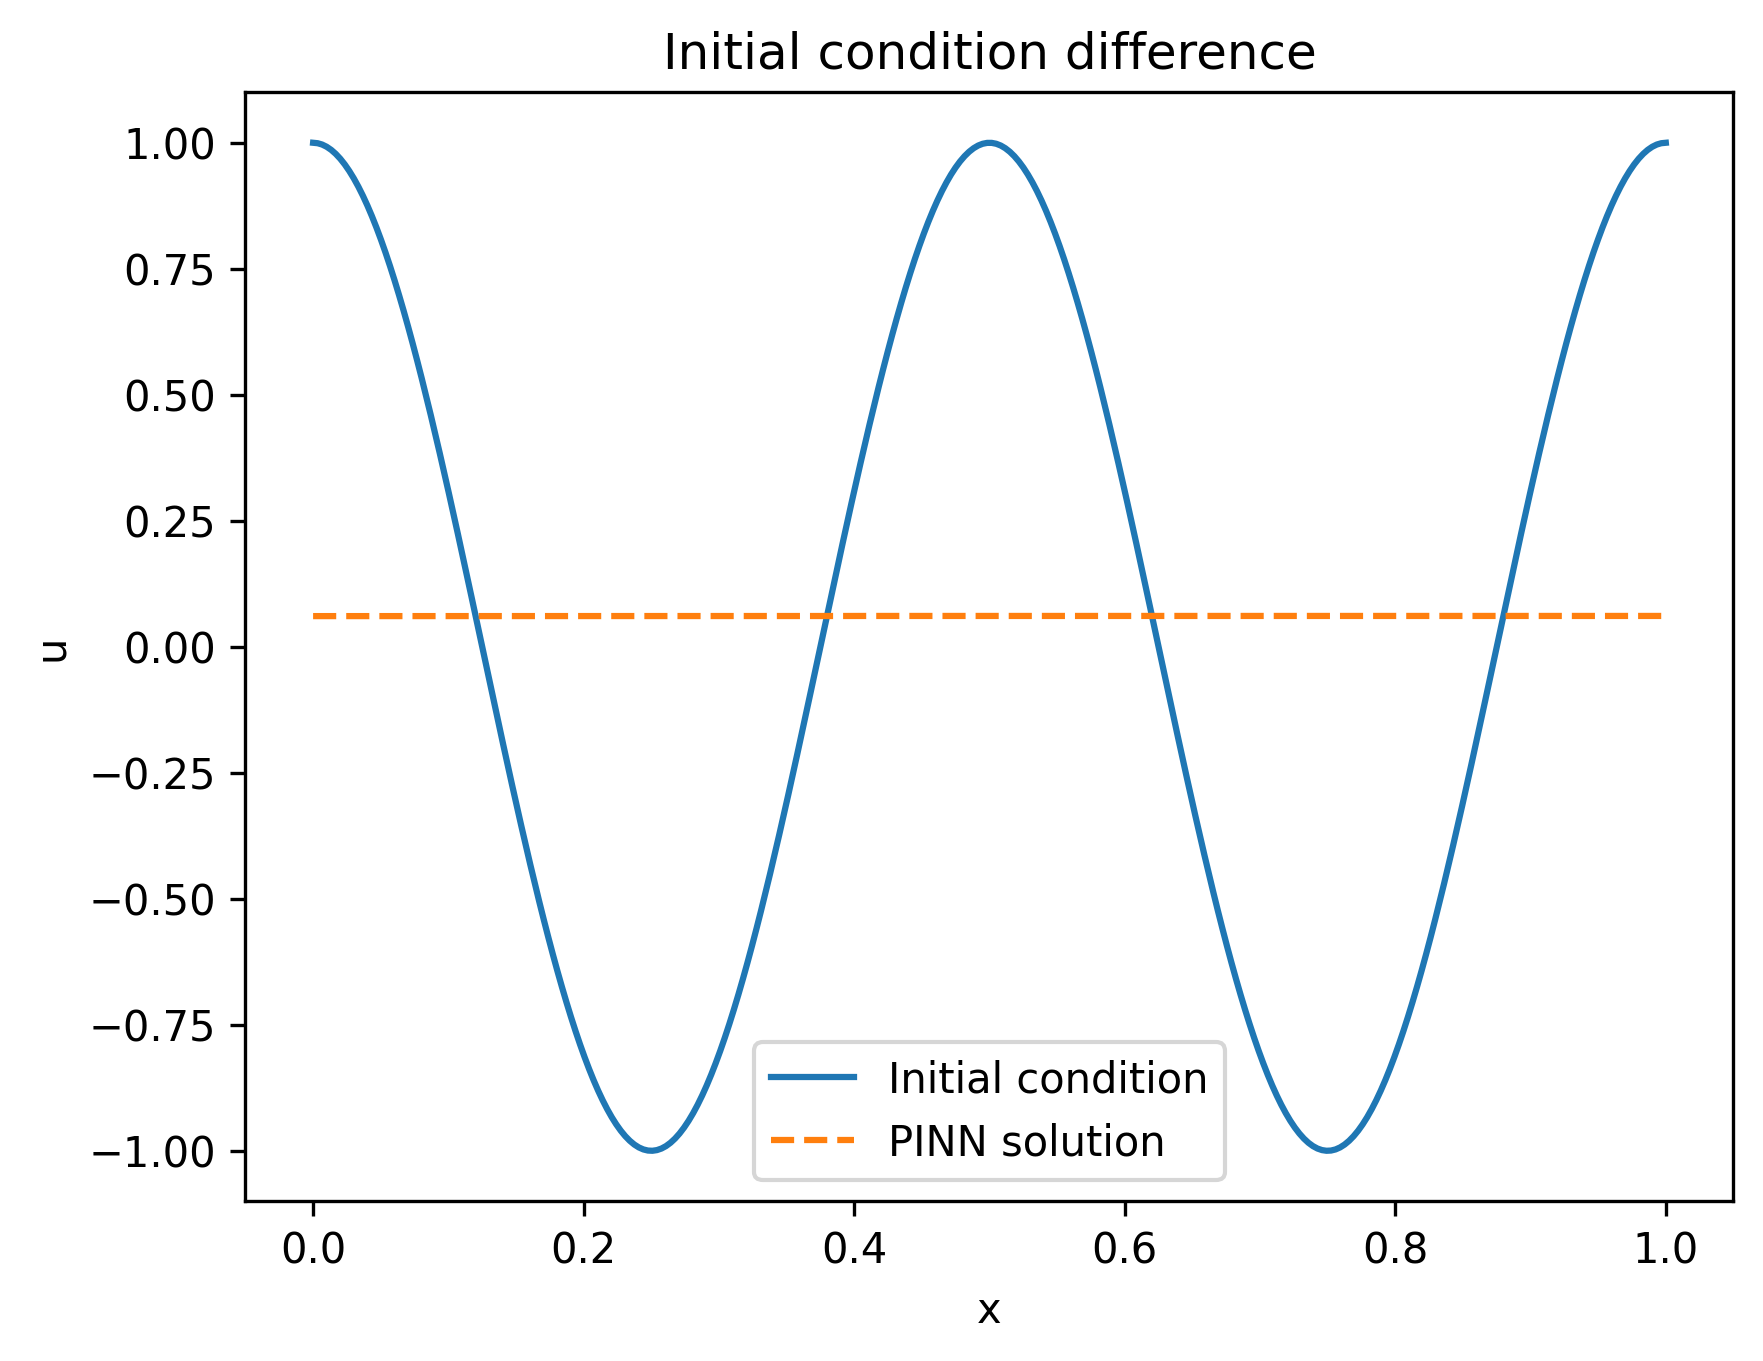 Initial condition difference
1.00
0.75
0.50
0.25
0.00
−0.25
−0.50
−0.75
−1.00
u
Initial condition
PINN solution
0.0 0.2 0.4 0.6 0.8 1.0
x